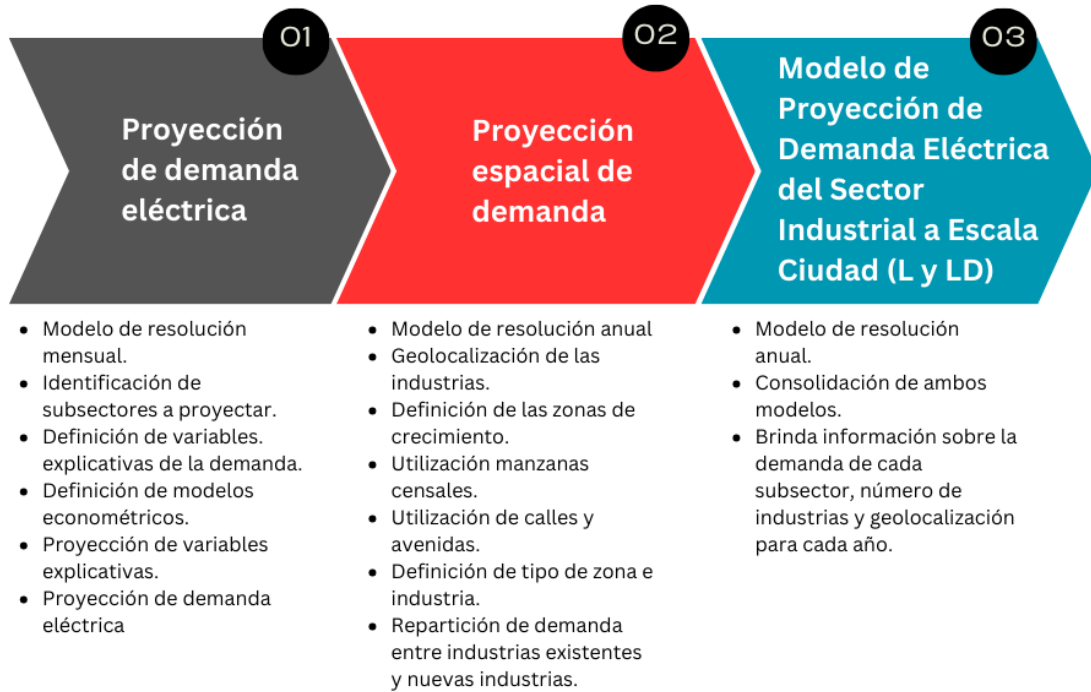 01
Proyección
de demanda
eléctrica
• Modelo de resolución
mensual.
• Identificación de
subsectores a proyectar.
• Definición de variables.
explicativas de la demanda.
• Definición de modelos
econométricos.
• Proyección de variables
explicativas.
• Proyección de demanda
eléctrica
02
Proyección
espacial de
demanda
• Modelo de resolución anual
• Geolocalización de las
industrias.
• Definición de las zonas de
crecimiento.
• Utilización manzanas
censales.
• Utilización de calles y
avenidas.
• Definición de tipo de zona e
industria.
• Repartición de demanda
entre industrias existentes
y nuevas industrias.
03
Modelo de
Proyección de
Demanda Eléctrica
del Sector
Industrial a Escala
Ciudad (L y LD)
• Modelo de resolución
anual.
• Consolidación de ambos
modelos.
• Brinda información sobre la
demanda de cada
subsector, número de
industrias y geolocalización
para cada año.